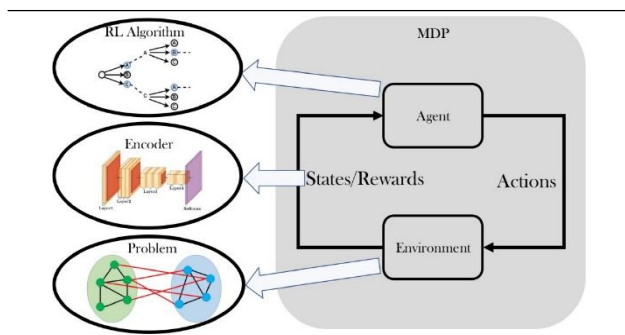 RL Algorithm
MDP
A
B
C
A
B
C
A
B
C
A
C
Agent
Encoder
States/Rewards
Actions
Problem
Environment